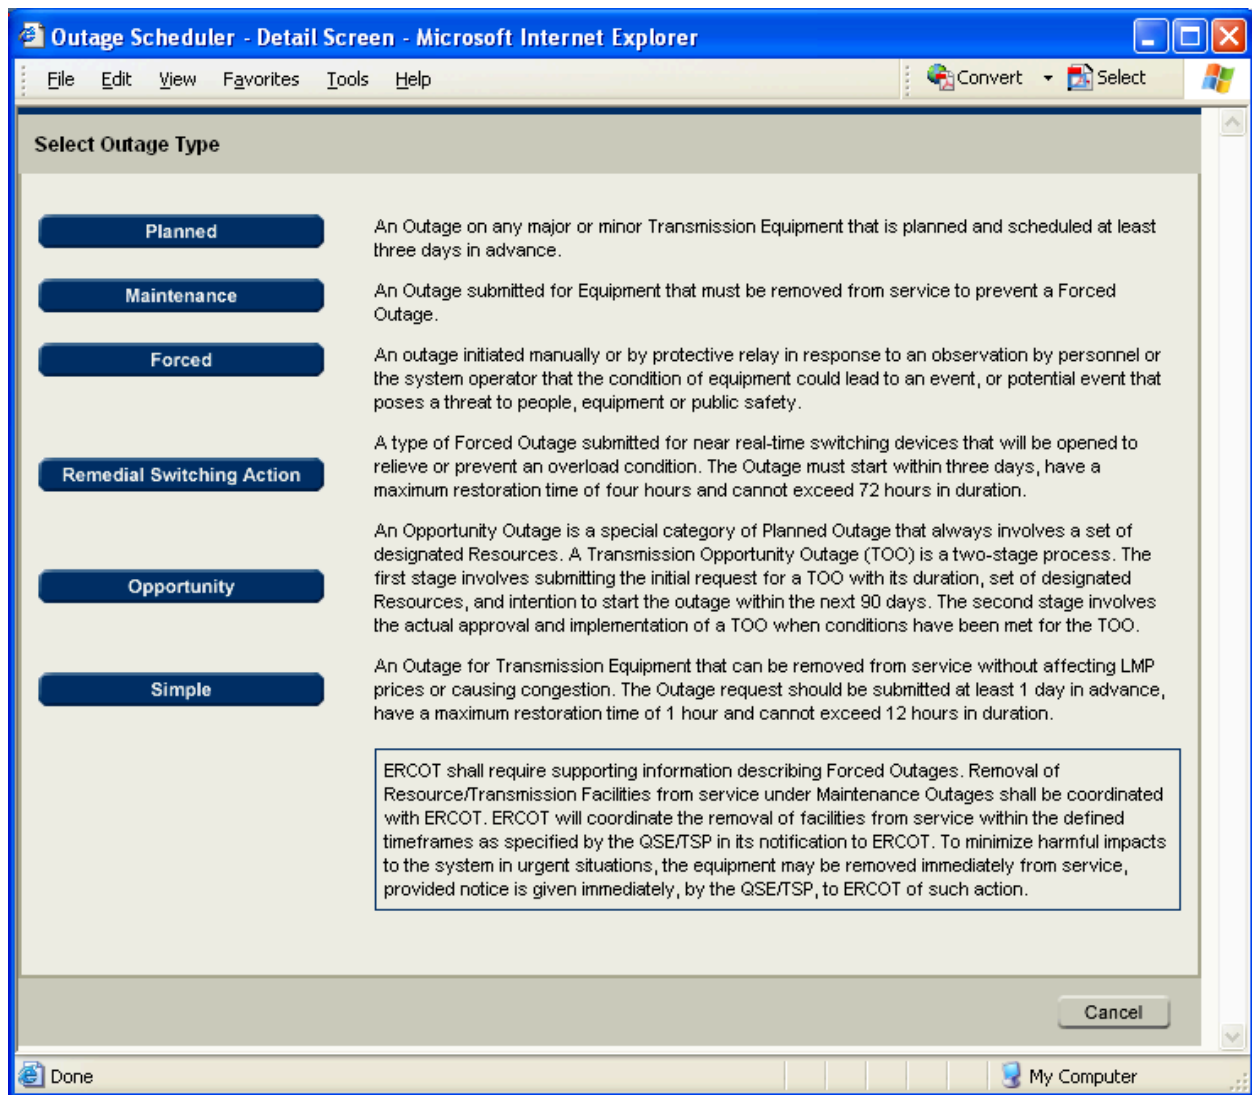 Outage Scheduler - Detail Screen - Microsoft Internet Explorer
File Edit View Favorites Tools Help Convert Select
Select Outage Type
Planned
An Outage on any major or minor Transmission Equipment that is planned and scheduled at least
three days in advance.
Maintenance
An Outage submitted for Equipment that must be removed from service to prevent a Forced
Outage.
Forced
An outage initiated manually or by protective relay in response to an observation by personnel or
the system operator that the condition of equipment could lead to an event, or potential event that
poses a threat to people, equipment or public safety.
Remedial Switching Action
A type of Forced Outage submitted for near real-time switching devices that will be opened to
relieve or prevent an overload condition. The Outage must start within three days, have a
maximum restoration time of four hours and cannot exceed 72 hours in duration.
Opportunity
An Opportunity Outage is a special category of Planned Outage that always involves a set of
designated Resources. A Transmission Opportunity Outage (TOO) is a two-stage process. The
first stage involves submitting the initial request for a TOO with its duration, set of designated
Resources, and intention to start the outage within the next 90 days. The second stage involves
the actual approval and implementation of a TOO when conditions have been met for the TOO.
Simple
An Outage for Transmission Equipment that can be removed from service without affecting LMP
prices or causing congestion. The Outage request should be submitted at least 1 day in advance,
have a maximum restoration time of 1 hour and cannot exceed 12 hours in duration.
ERCOT shall require supporting information describing Forced Outages. Removal of
Resource/Transmission Facilities from service under Maintenance Outages shall be coordinated
with ERCOT. ERCOT will coordinate the removal of facilities from service within the defined
timeframes as specified by the QSE/TSP in its notification to ERCOT. To minimize harmful impacts
to the system in urgent situations, the equipment may be removed immediately from service,
provided notice is given immediately, by the QSE/TSP, to ERCOT of such action.
Cancel
Done My Computer